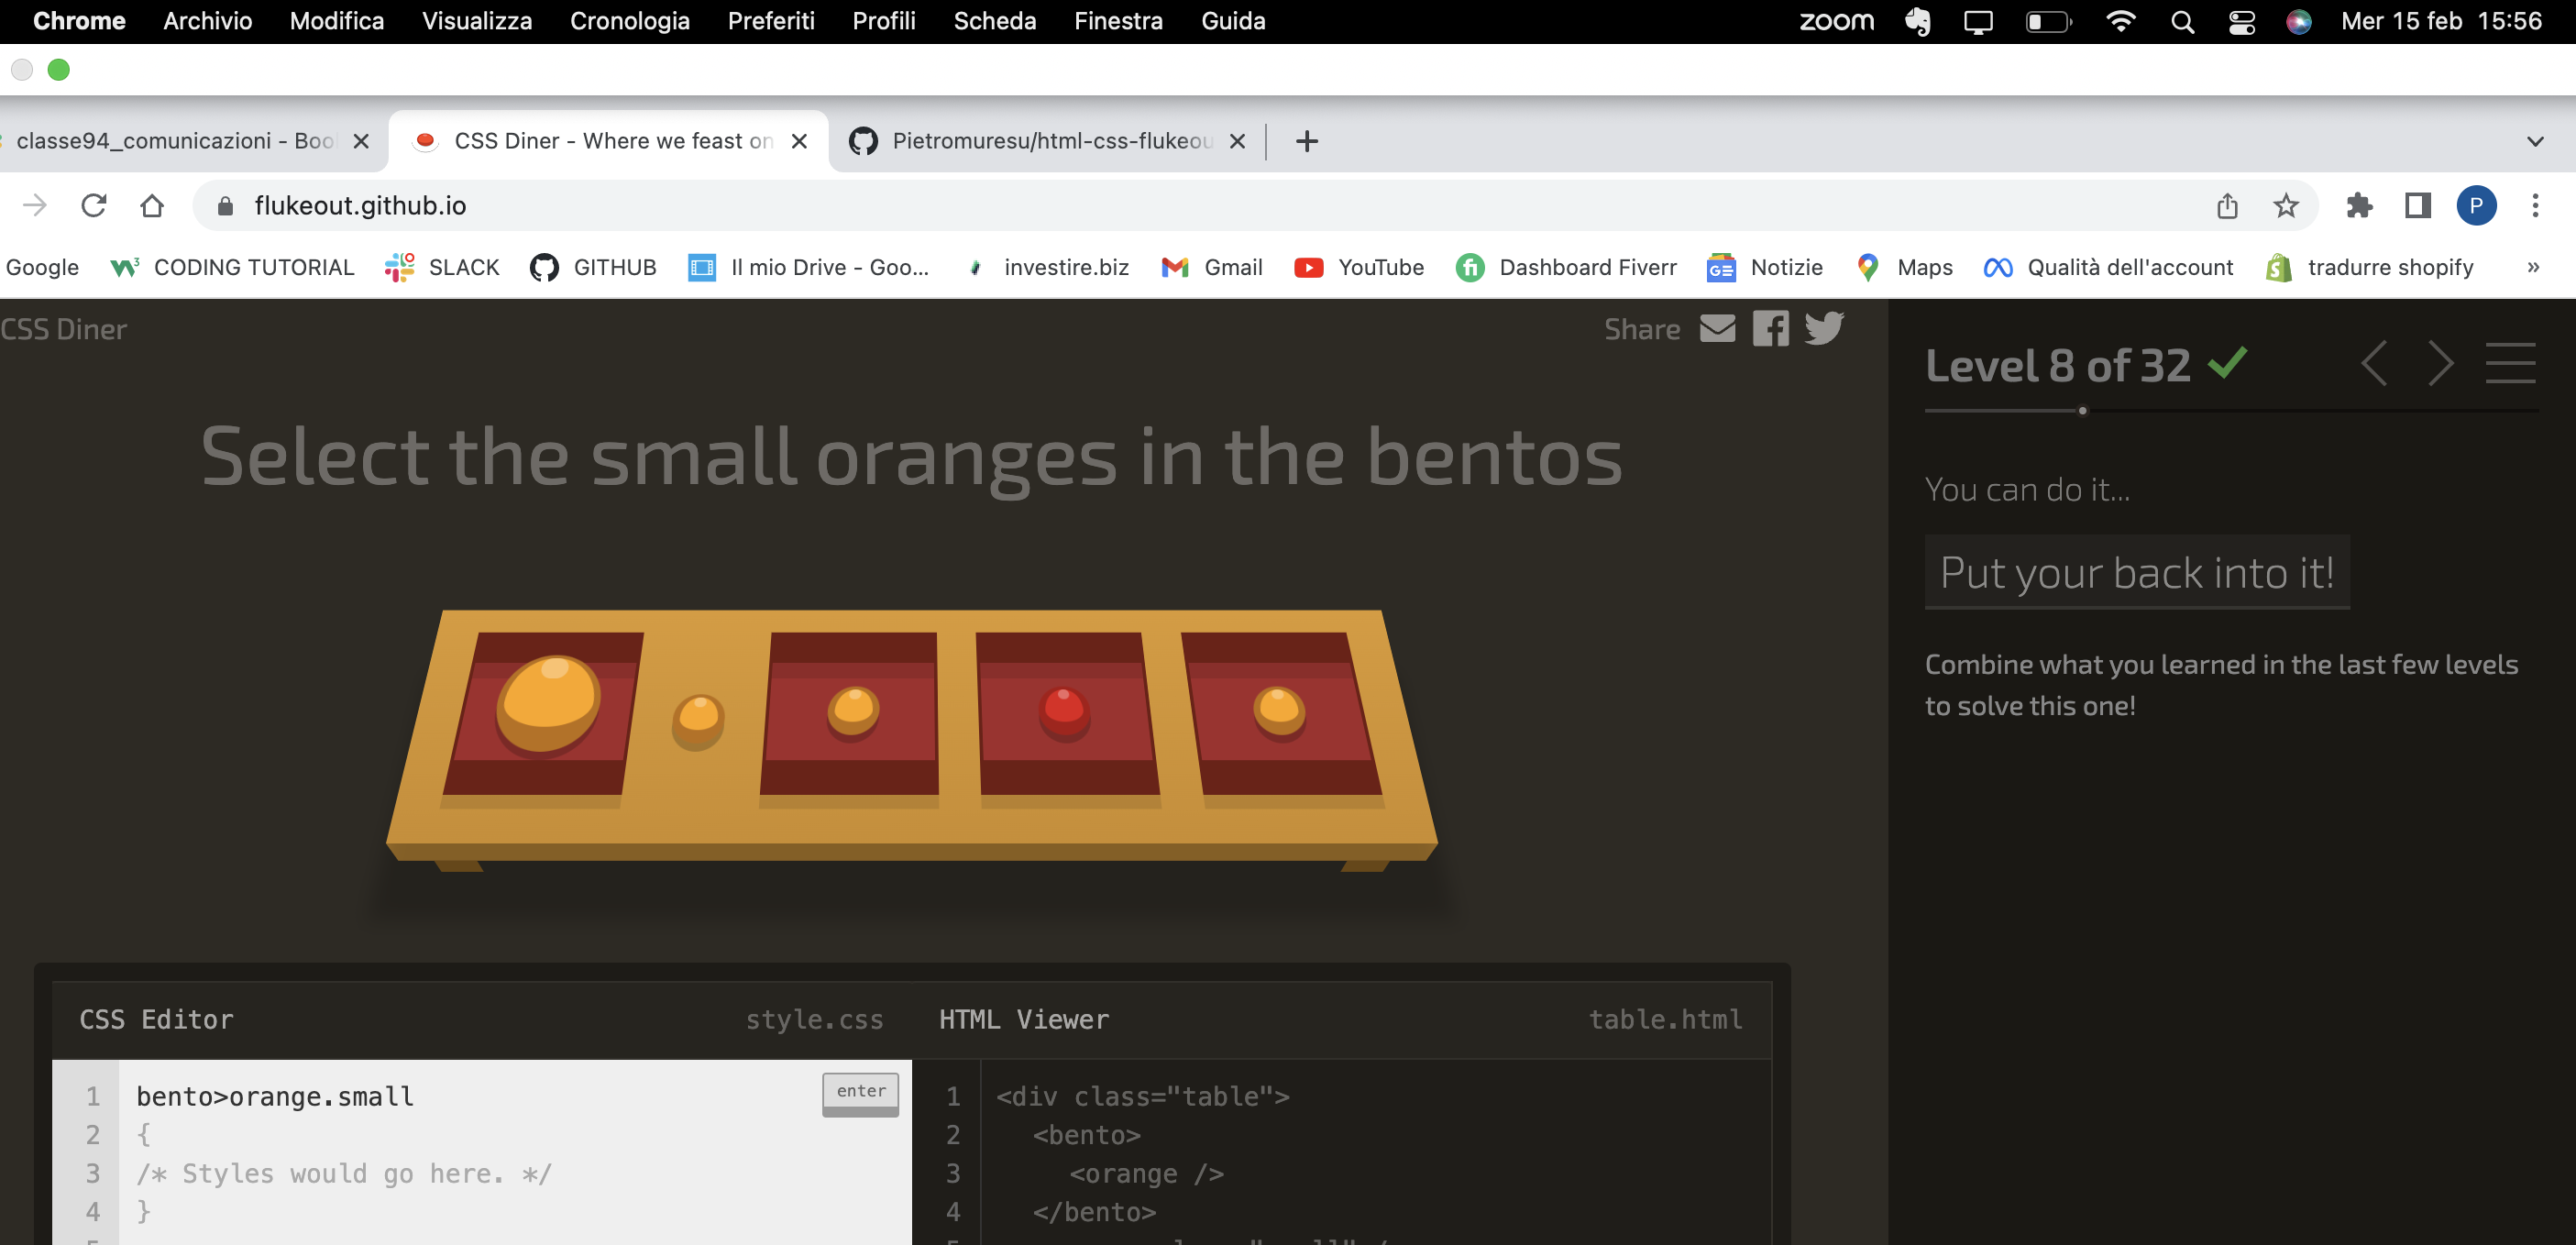 Chrome Archivio Modifica Visualizza Cronologia Preferiti Profili Scheda Finestra Guida zoom Mer 15 feb 15:56
classe94_comunicazioni - Boo CSS Diner - Where we feast on Pietromuresu/html-css-flukeou
flukeout.github.io P
Google CODING TUTORIAL SLACK GITHUB Il mio Drive - Goo... investire.biz Gmail YouTube Dashboard Fiverr Notizie Maps Qualità dell'account tradurre shopify »
CSS Diner Share
Level 8 of 32
Select the small oranges in the bentos
You can do it...
Put your back into it!
Combine what you learned in the last few levels
to solve this one!
CSS Editor style.css HTML Viewer table.html
1 bento>orange.small enter
2 {
3 /* Styles would go here. */
4 }
1 <div class="table">
2 <bento>
3 <orange />
4 </bento>